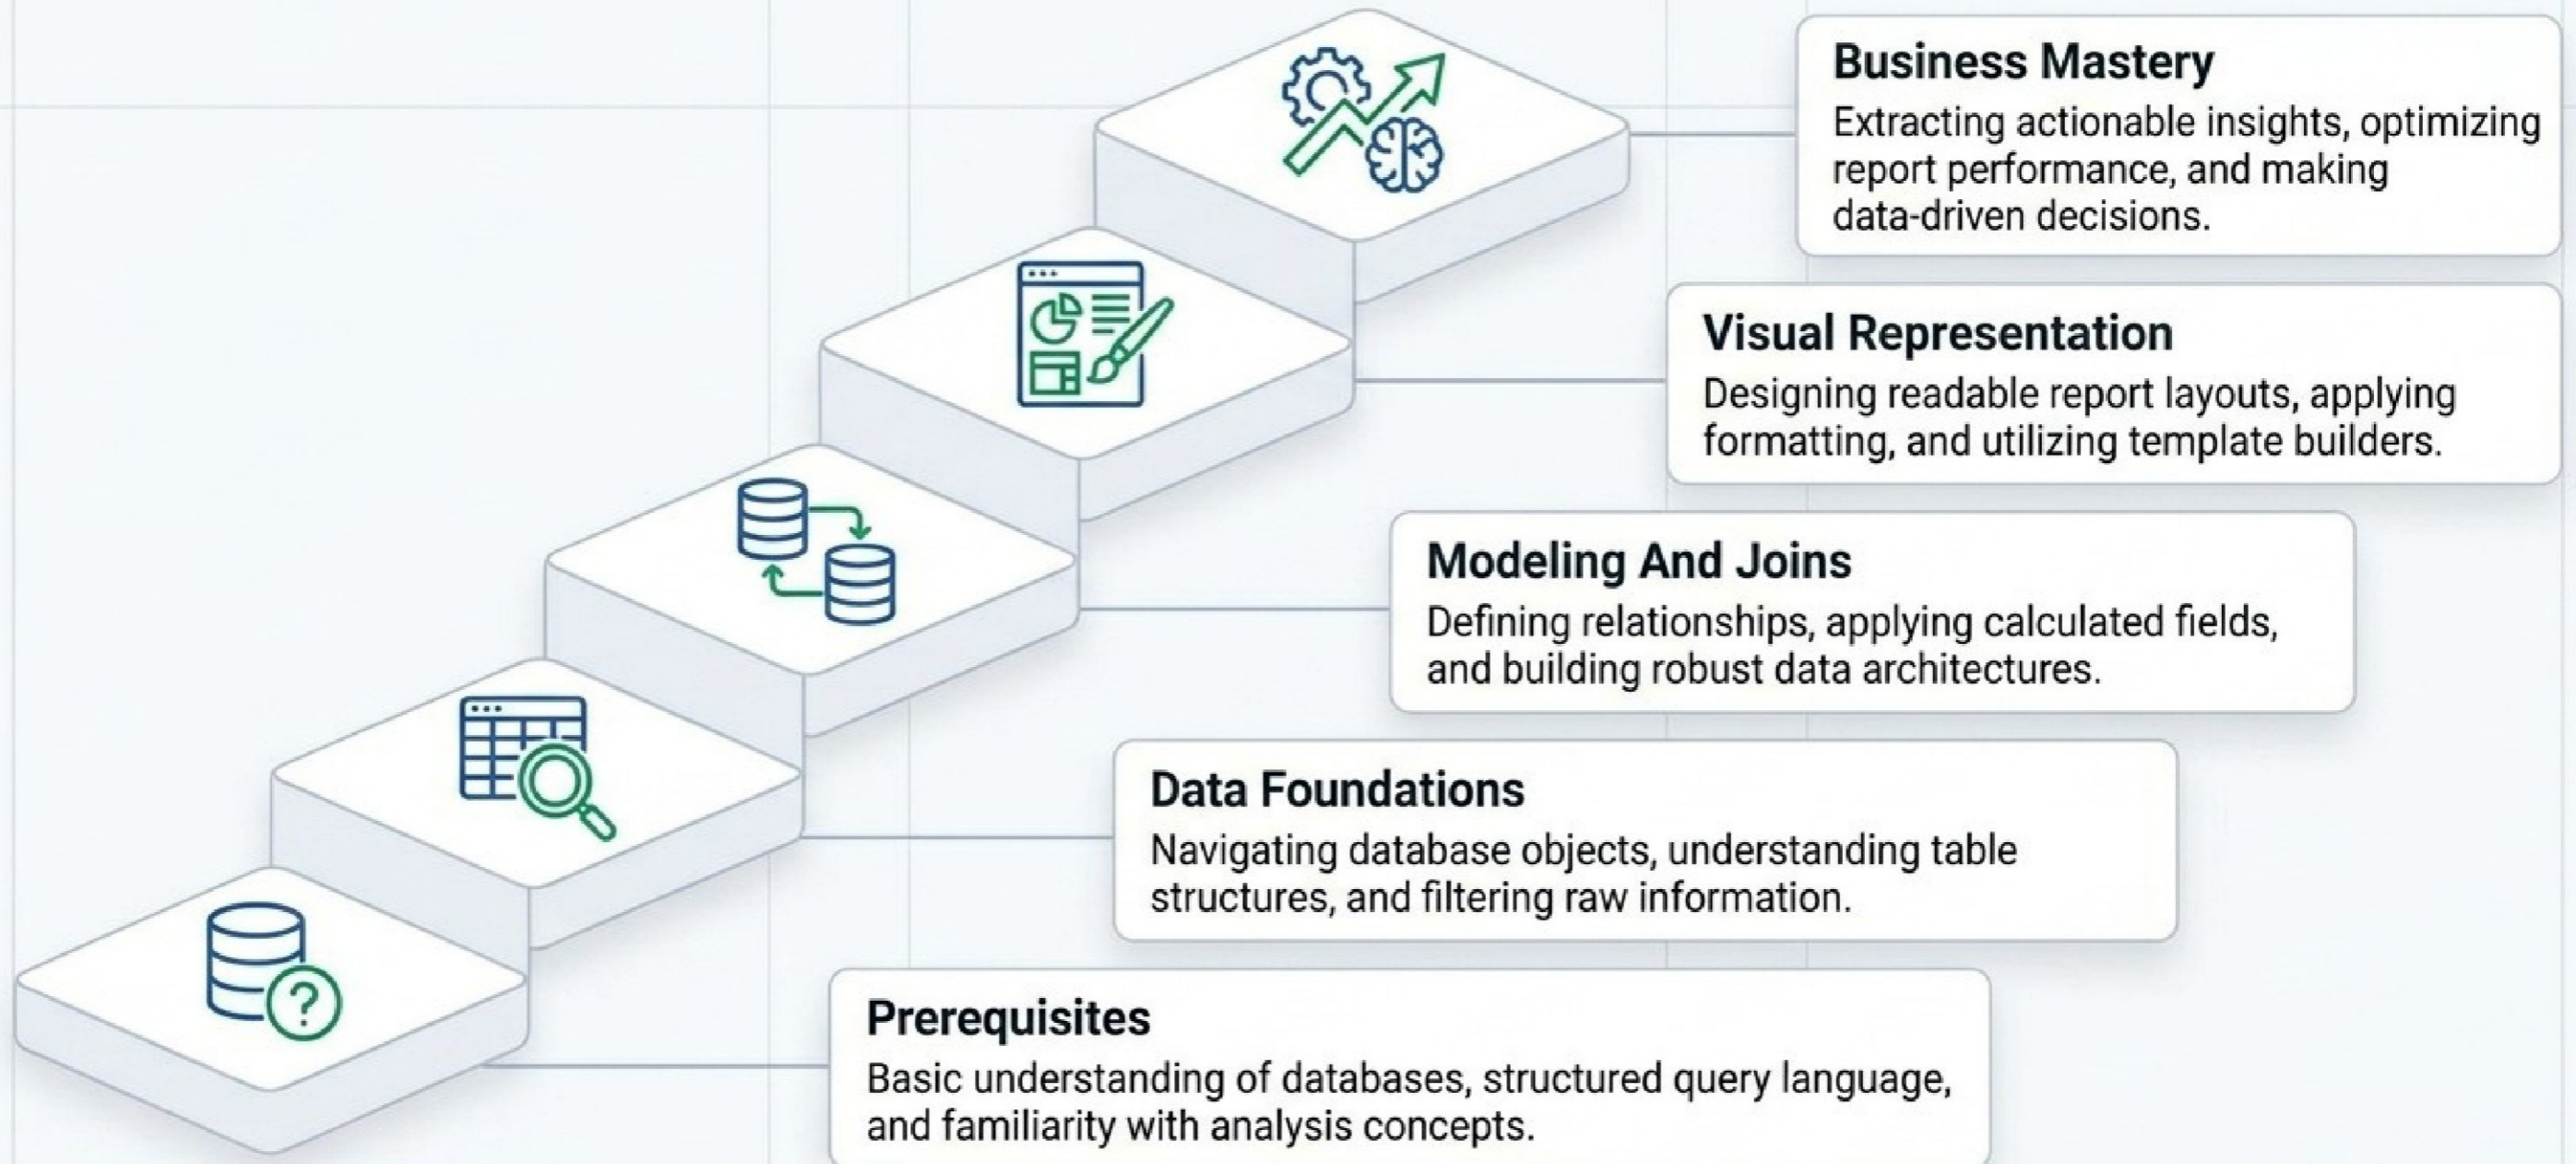 Business Mastery
Extracting actionable insights, optimizing
report performance, and making
data-driven decisions.
Visual Representation
Designing readable report layouts, applying
formatting, and utilizing template builders.
Modeling And Joins
Defining relationships, applying calculated fields,
and building robust data architectures.
Data Foundations
Navigating database objects, understanding table
structures, and filtering raw information.
?
Prerequisites
Basic understanding of databases, structured query language,
and familiarity with analysis concepts.